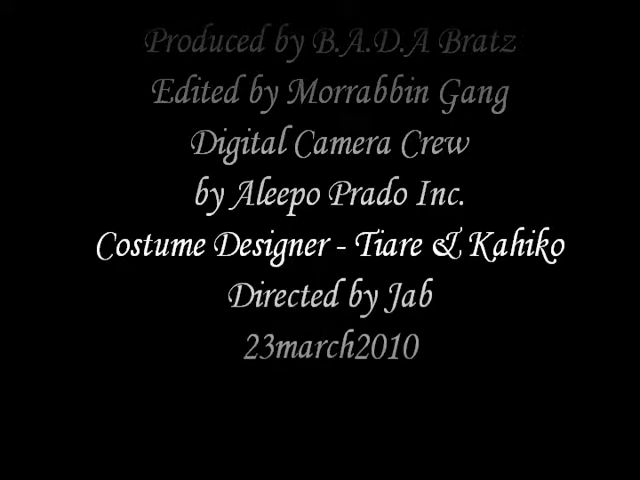 Produced by B.A.D.A Bratz
Edited by Morrabbin Gang
Digital Camera Crew
by Aleepo Prado Inc.
Costume Designer - Tiare & Kahiko
Directed by Jab
23march2010